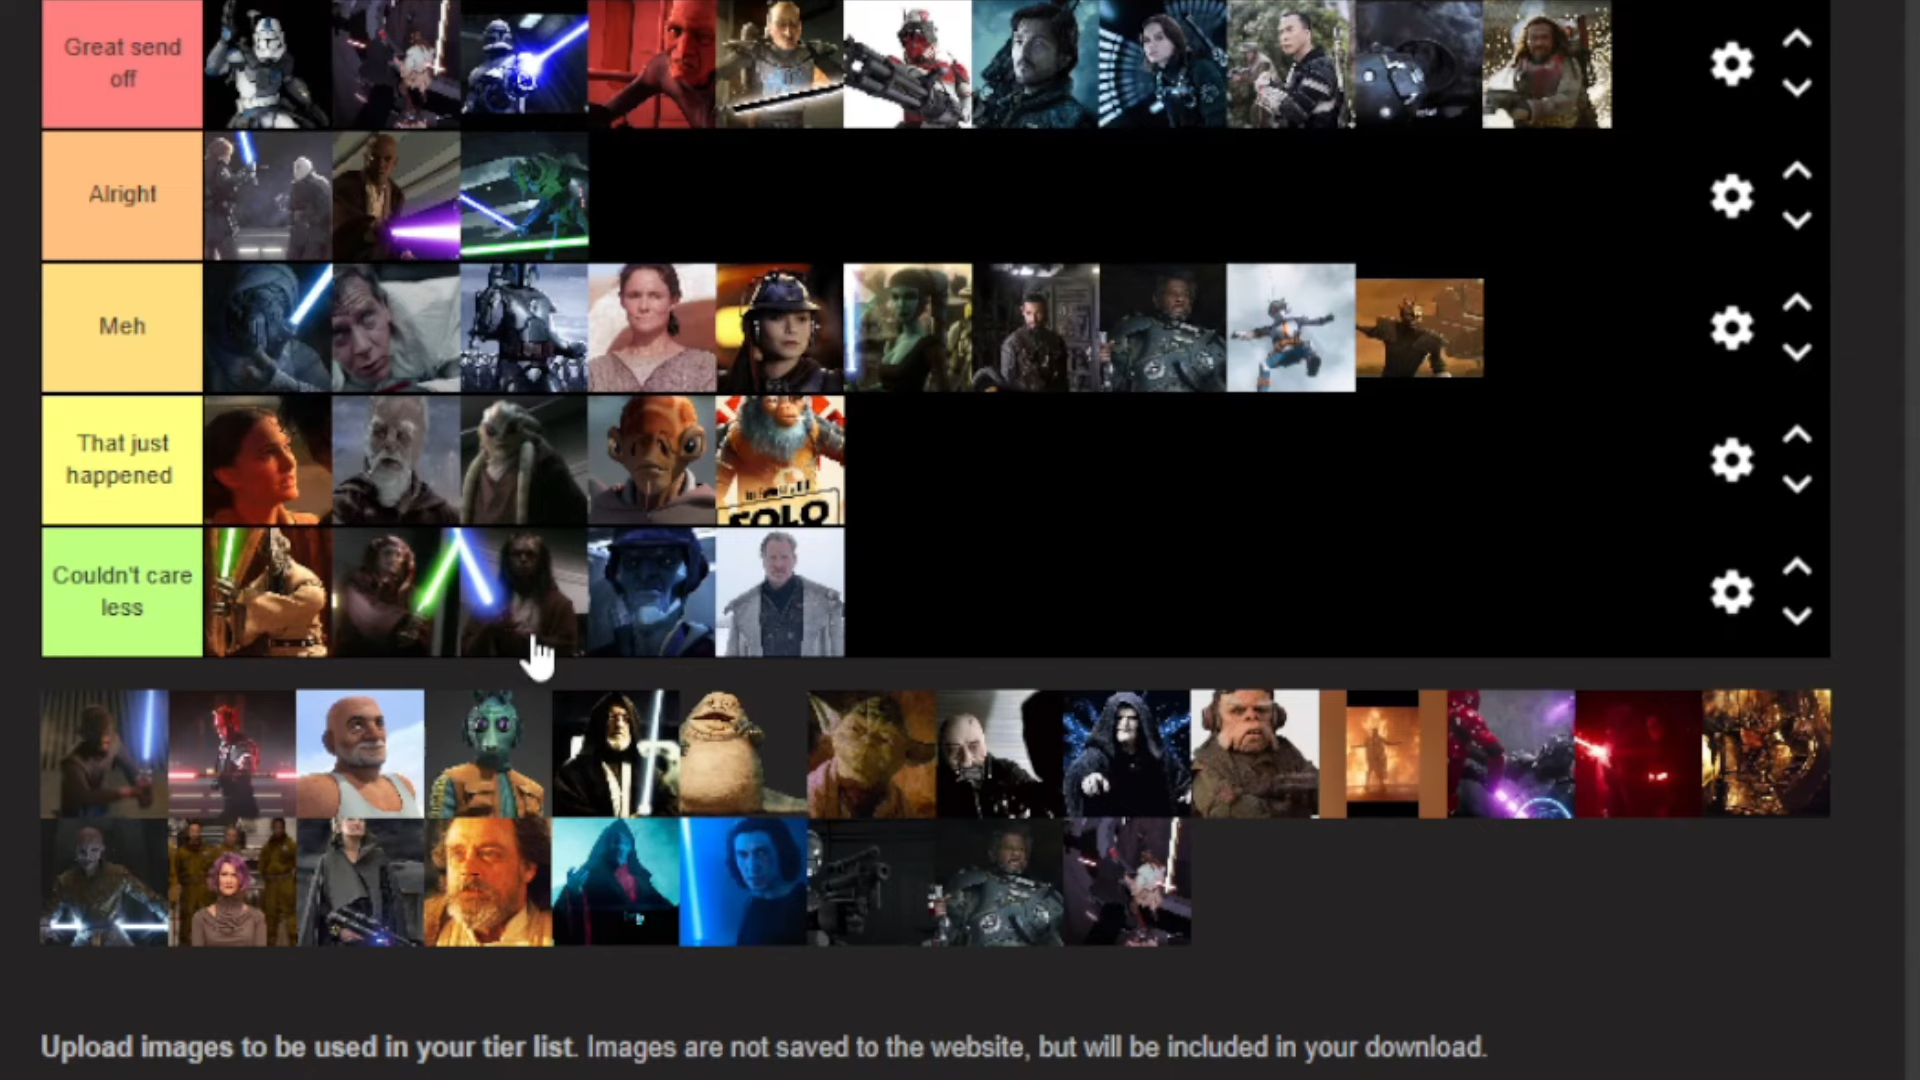 Great send
off
Alright
Meh
That just
happened
SOLO
Couldn't care
less
Upload images to be used in your tier list. Images are not saved to the website, but will be included in your download.